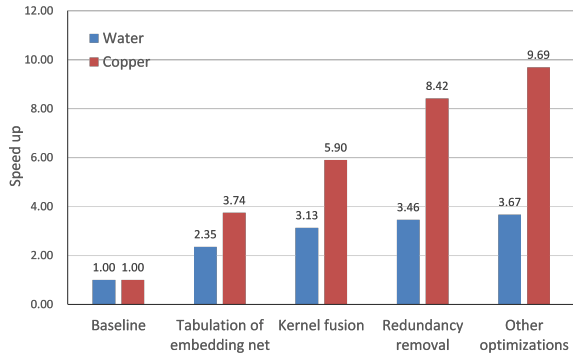 12.00
10.00
8.00
6.00
4.00
2.00
0.00
Speed up
Water
Copper
1.00 1.00
2.35
3.74
3.13
5.90
3.46
8.42
3.67
9.69
Baseline
Tabulation of
embedding net
Kernel fusion
Redundancy
removal
Other
optimizations